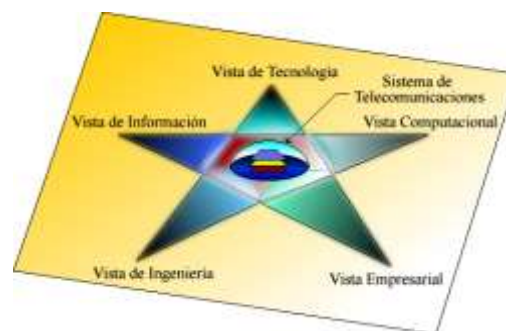 Vista de Tecnología
Sistema de
Telecomunicaciones
Vista de Información
Vista Computacional
Vista de Ingeniería
Vista Empresarial